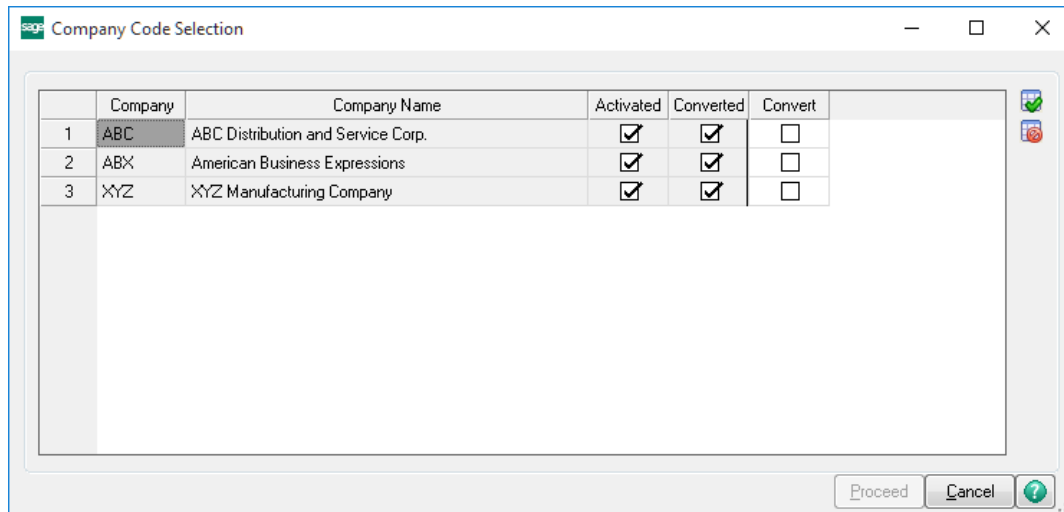 sage Company Code Selection
Company Company Name Activated Converted Convert
1 ABC ABC Distribution and Service Corp.
2 ABX American Business Expressions
3 XYZ XYZ Manufacturing Company
Proceed Cancel ?